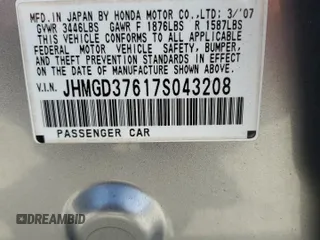 MFD. IN JAPAN BY HONDA MOTOR CO.,LTD: 3/'07
GVWR 3446LBS GAWR F 1876LBS R 1587LBS
THIS VEHICLE CONFORMS TO ALL APPLICABLE
FEDERAL MOTOR VEHICLE SAFETY, BUMPER,
AND THEFT PREVENTION STANDARDS IN
EFFECT ON THE DATE OF MANUFACTURE
SHOWN ABOVE.
V.I.N. JHMGD37617S043208
PASSENGER CAR
DREAMBID